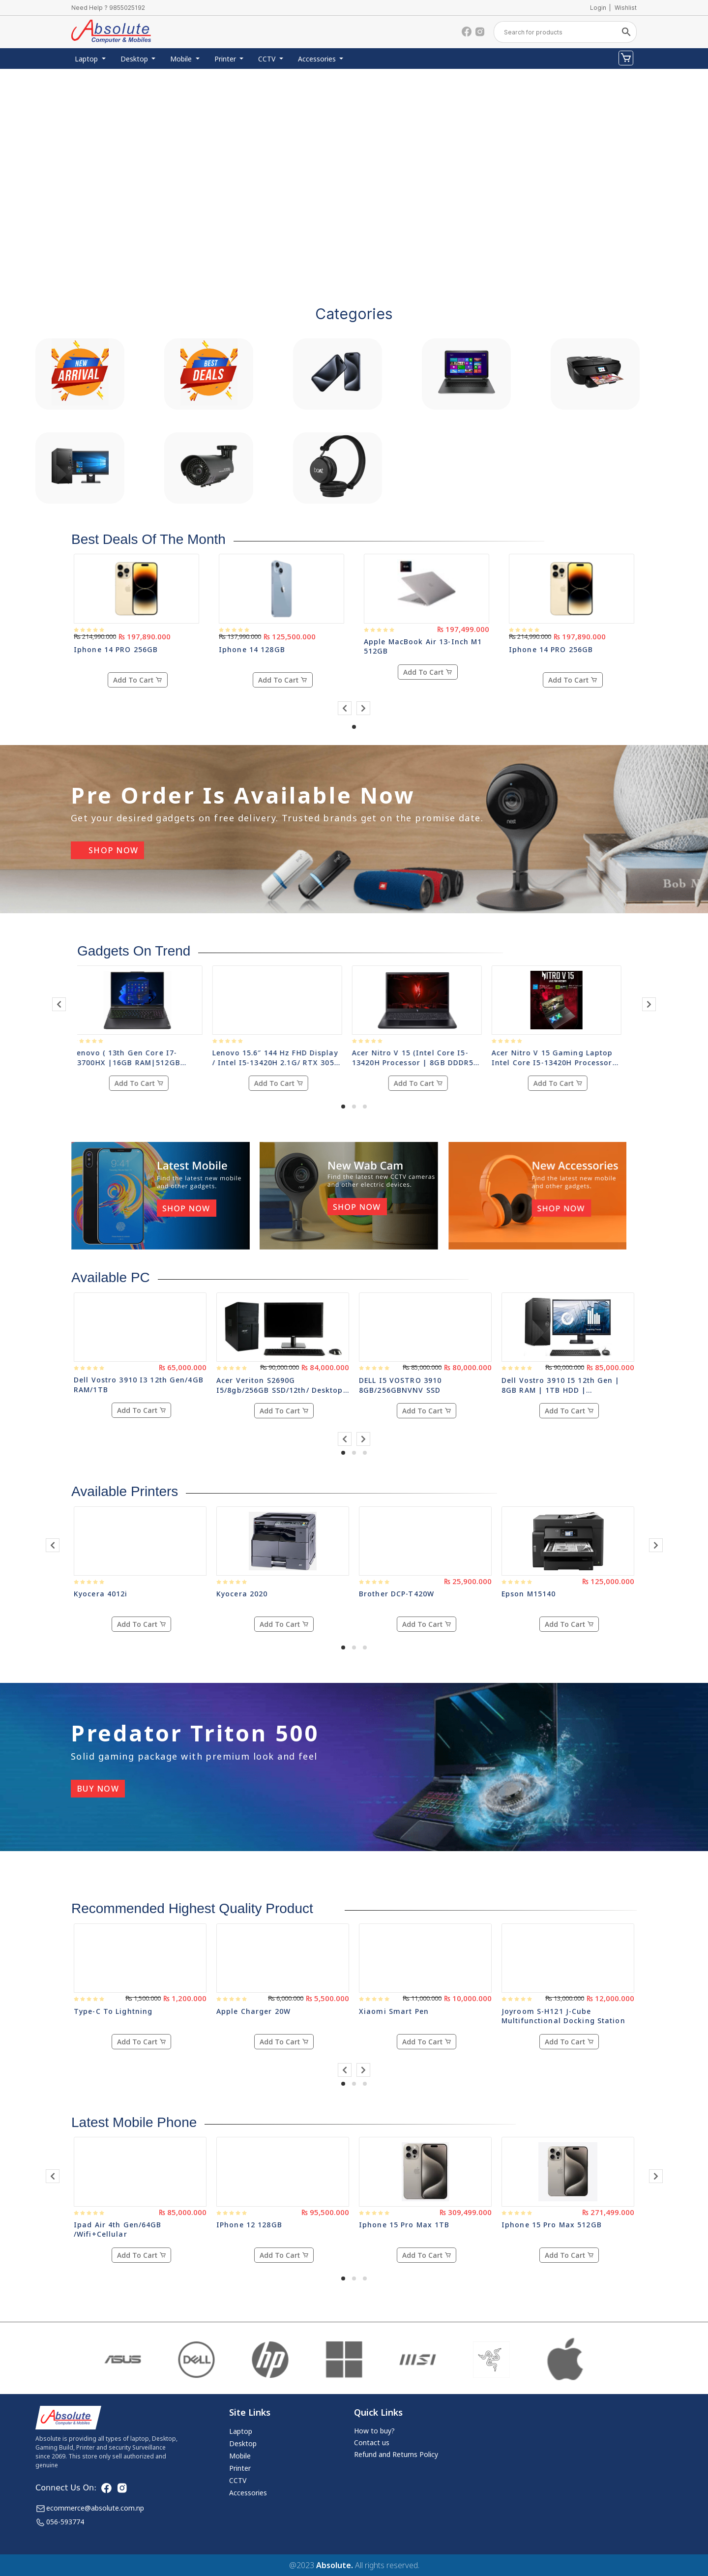 Need Help ? 9855025192
Login | Wishlist
Absolute
Computer & Mobiles
Search for products
Laptop Desktop Mobile Printer CCTV Accessories
Categories
NEW
ARRIVAL
BEST
DEALS
Best Deals Of The Month
₨ 214,990.000 ₨ 197,890.000
Iphone 14 PRO 256GB
Add To Cart
₨ 137,990.000 ₨ 125,500.000
Iphone 14 128GB
Add To Cart
₨ 197,499.000
Apple MacBook Air 13-Inch M1
512GB
Add To Cart
₨ 214,990.000 ₨ 197,890.000
Iphone 14 PRO 256GB
Add To Cart
Pre Order Is Available Now
Get your desired gadgets on free delivery. Trusted brands get on the promise date.
SHOP NOW
nest
JBL
Bob M
Gadgets On Trend
enovo ( 13th Gen Core I7-
3700HX |16GB RAM|512GB...
Add To Cart
Lenovo 15.6” 144 Hz FHD Display
/ Intel I5-13420H 2.1G/ RTX 305...
Add To Cart
Acer Nitro V 15 (Intel Core I5-
13420H Processor | 8GB DDDR5...
Add To Cart
NITRO V 15
Acer Nitro V 15 Gaming Laptop
Intel Core I5-13420H Processor...
Add To Cart
Latest Mobile
Find the latest new mobile
and other gadgets.
SHOP NOW
New Wab Cam
Find the latest new CCTV cameras
and other electric devices.
SHOP NOW
New Accessories
Find the latest new mobile
and other gadgets.
SHOP NOW
Available PC
₨ 65,000.000
Dell Vostro 3910 I3 12th Gen/4GB
RAM/1TB
Add To Cart
₨ 90,000.000 ₨ 84,000.000
Acer Veriton S2690G
I5/8gb/256GB SSD/12th/ Desktop...
Add To Cart
₨ 85,000.000 ₨ 80,000.000
DELL I5 VOSTRO 3910
8GB/256GBNVNV SSD
Add To Cart
₨ 90,000.000 ₨ 85,000.000
Dell Vostro 3910 I5 12th Gen |
8GB RAM | 1TB HDD |...
Add To Cart
Available Printers
Kyocera 4012i
Add To Cart
Kyocera 2020
Add To Cart
₨ 25,900.000
Brother DCP-T420W
Add To Cart
₨ 125,000.000
Epson M15140
Add To Cart
Predator Triton 500
Solid gaming package with premium look and feel
BUY NOW
PREDATOR
Recommended Highest Quality Product
₨ 1,500.000 ₨ 1,200.000
Type-C To Lightning
Add To Cart
₨ 6,000.000 ₨ 5,500.000
Apple Charger 20W
Add To Cart
₨ 11,000.000 ₨ 10,000.000
Xiaomi Smart Pen
Add To Cart
₨ 13,000.000 ₨ 12,000.000
Joyroom S-H121 J-Cube
Multifunctional Docking Station
Add To Cart
Latest Mobile Phone
₨ 85,000.000
Ipad Air 4th Gen/64GB
/Wifi+Cellular
Add To Cart
₨ 95,500.000
IPhone 12 128GB
Add To Cart
₨ 309,499.000
Iphone 15 Pro Max 1TB
Add To Cart
₨ 271,499.000
Iphone 15 Pro Max 512GB
Add To Cart
ASUS DELL hp msi
Absolute
Computer & Mobiles
Absolute is providing all types of laptop, Desktop,
Gaming Build, Printer and security Surveillance
since 2069. This store only sell authorized and
genuine
Connect Us On:
ecommerce@absolute.com.np
056-593774
Site Links
Laptop
Desktop
Mobile
Printer
CCTV
Accessories
Quick Links
How to buy?
Contact us
Refund and Returns Policy
@2023 Absolute. All rights reserved.